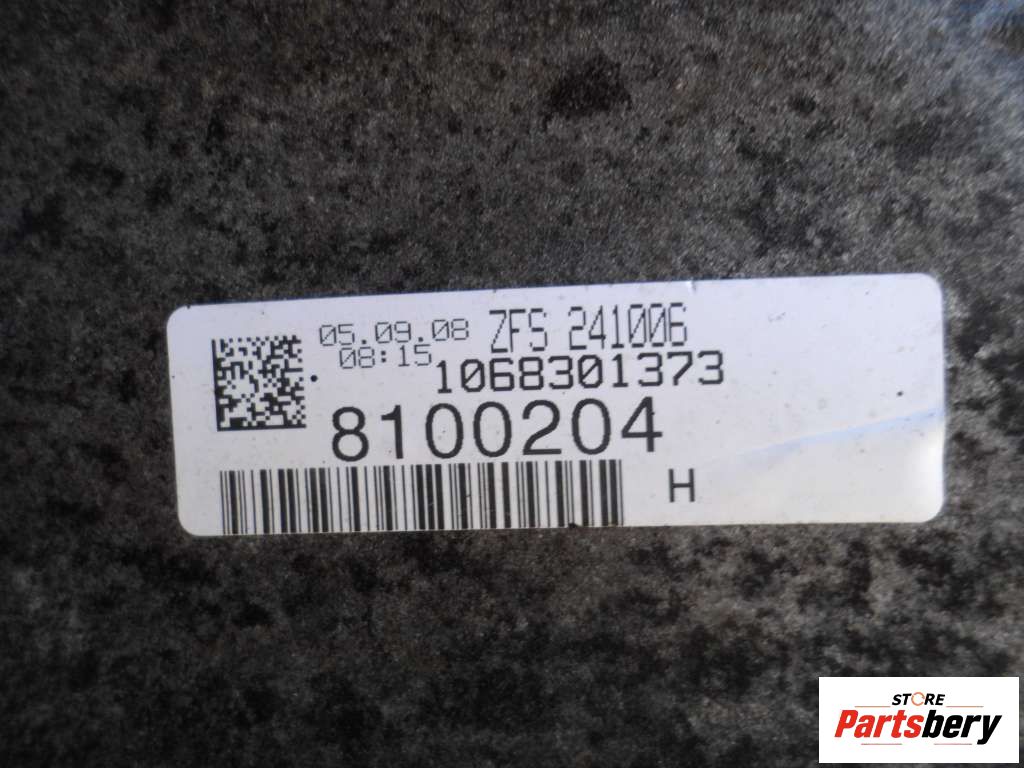 05.09.08 ZFS 241006
08:15 1068301373
8100204
H
STORE
Partsbery